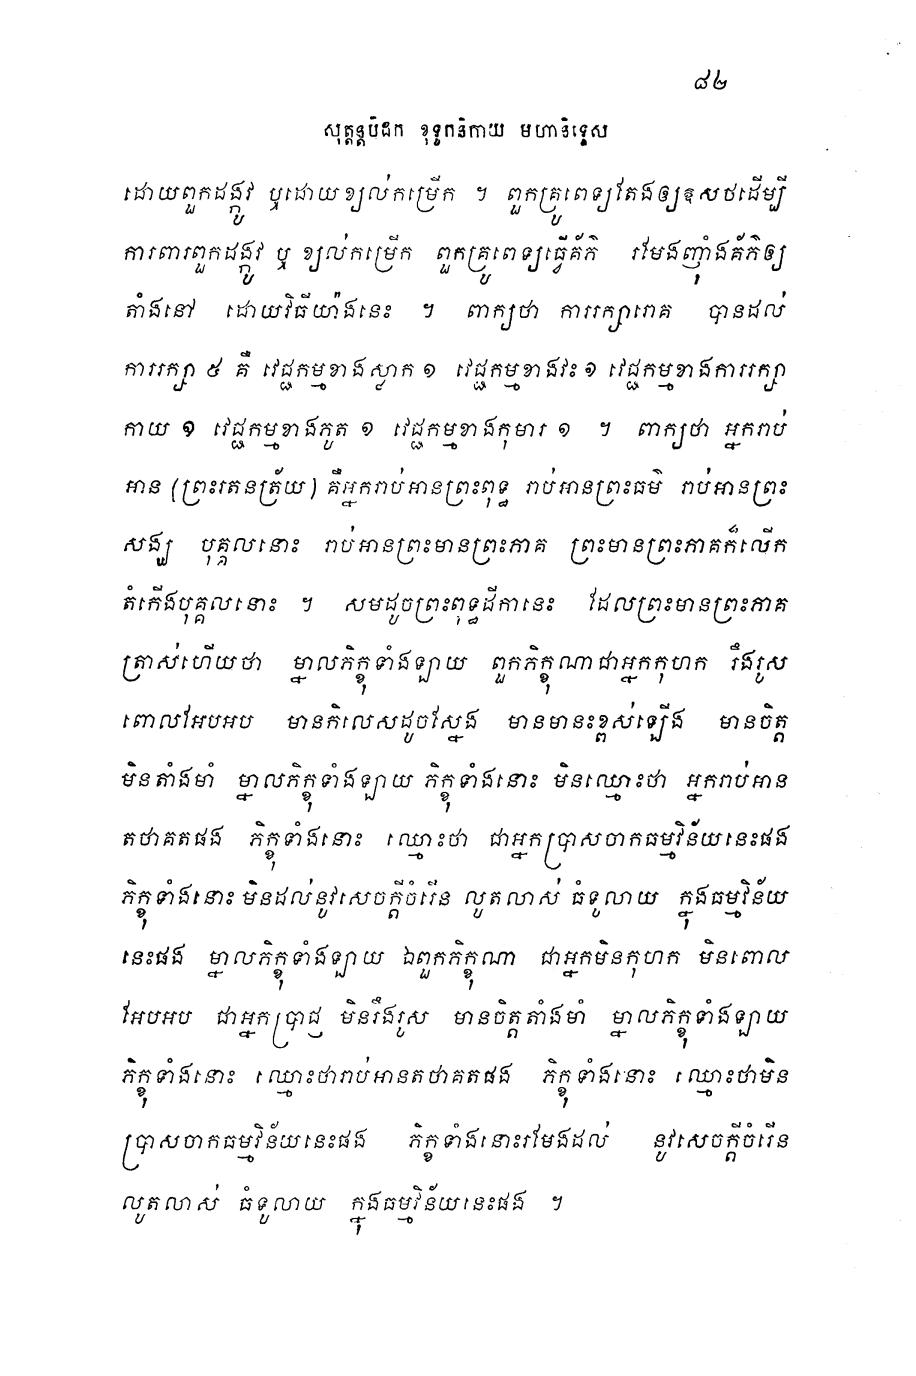 ៨២
សុត្តន្តបិដក ខុទ្ទកនិកាយ មហានិទ្ទេស
ដោយពួកដង្កូវ ឬដោយខ្យល់កម្រើក ។ ពួកគ្រូពេទ្យតែងឲ្យឱសថដើម្បី
ការពារពួកដង្កូវ ឬ ខ្យល់កម្រើក ពួកគ្រូពេទ្យធ្វើគ័ភ៌ រមែងញុំាងគ័ភ៌ឲ្យ
តាំងនៅ ដោយវិធីយ៉ាងនេះ ។ ពាក្យថា ការរក្សារោគ បានដល់
ការរក្សា ៥ គឺ វេជ្ជកម្មខាងស្លាក ១ វេជ្ជកម្មខាងវះ ១ វេជ្ជកម្មខាងការរក្សា
កាយ ១ វេជ្ជកម្មខាងភូត ១ វេជ្ជកម្មខាងកុមារ ១ ។ ពាក្យថា អ្នករាប់
អាន (ព្រះរតនត្រ័យ) គឺអ្នករាប់អានព្រះពុទ្ធ រាប់អានព្រះធម៌ រាប់អានព្រះ
សង្ឃ បុគ្គលនោះ រាប់អានព្រះមានព្រះភាគ ព្រះមានព្រះភាគក៏លើក
តំកើងបុគ្គលនោះ ។ សមដូចព្រះពុទ្ធដីកានេះ ដែលព្រះមានព្រះភាគ
ត្រាស់ហើយថា ម្នាលភិក្ខុទាំងឡាយ ពួកភិក្ខុណាជាអ្នកកុហក រឹងរូស
ពោលអែបអប មានកិលេសដូចស្នែង មានមានះខ្ពស់ឡើង មានចិត្ត
មិនតាំងមាំ ម្នាលភិក្ខុទាំងឡាយ ភិក្ខុទាំងនោះ មិនឈ្មោះថា អ្នករាប់អាន
តថាគតផង ភិក្ខុទាំងនោះ ឈ្មោះថា ជាអ្នកប្រាសចាកធម្មវិន័យនេះផង
ភិក្ខុទាំងនោះមិនដល់នូវសេចក្តីចំរើន លូតលាស់ ធំទូលាយ ក្នុងធម្មវិន័យ
នេះផង ម្នាលភិក្ខុទាំងឡាយ ឯពួកភិក្ខុណា ជាអ្នកមិនកុហក មិនពោល
អែបអប ជាអ្នកប្រាជ្ញ មិនរឹងរូស មានចិត្តតាំងមាំ ម្នាលភិក្ខុទាំងឡាយ
ភិក្ខុទាំងនោះ ឈ្មោះថារាប់អានតថាគតផង ភិក្ខុទាំងនោះ ឈ្មោះថាមិន
ប្រាសចាកធម្មវិន័យនេះផង ភិក្ខុទាំងនោះរមែងដល់ នូវសេចក្តីចំរើន
លូតលាស់ ធំទូលាយ ក្នុងធម្មវិន័យនេះផង ។